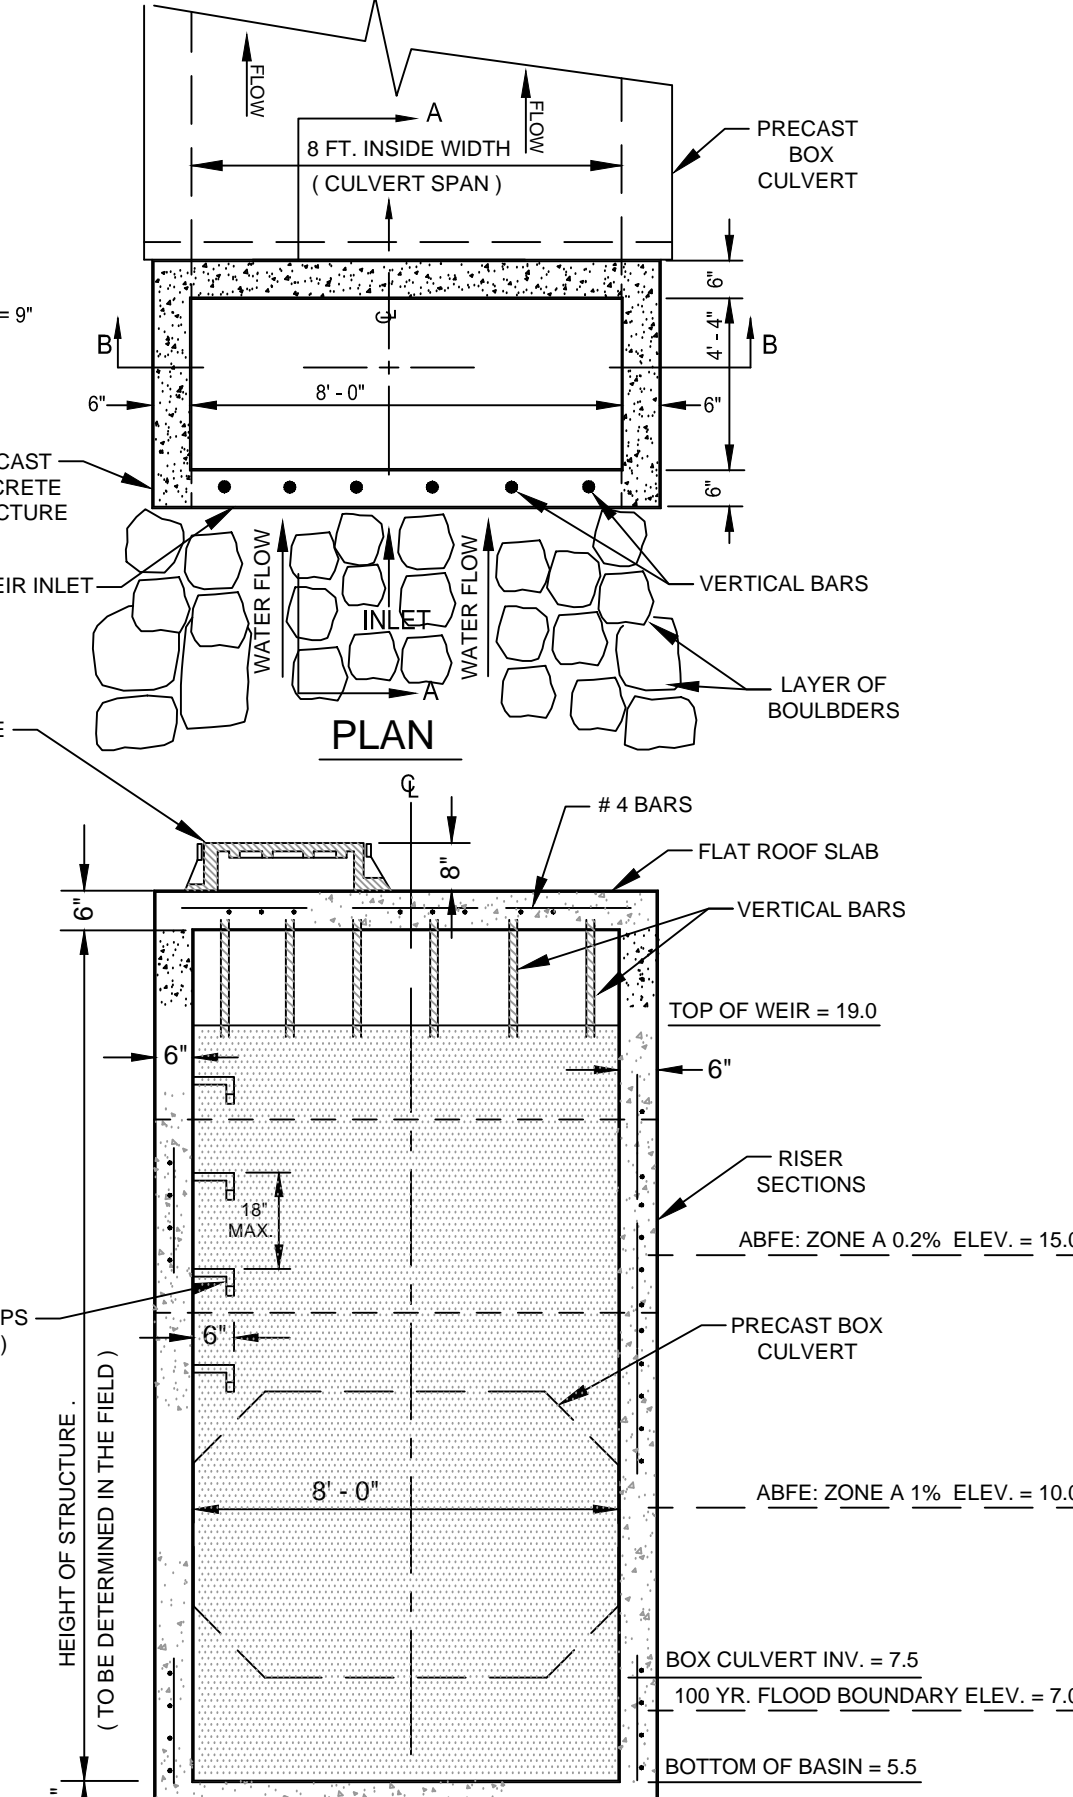 FLOW
FLOW
A
8 FT. INSIDE WIDTH
( CULVERT SPAN )
PRECAST
BOX
CULVERT
= 9"
6"
4' - 4"
6"
B
B
℄
8' - 0"
6"
6"
CAST
CRETE
CTURE
EIR INLET
WATER FLOW
INLET
WATER FLOW
VERTICAL BARS
A
LAYER OF
BOULBDERS
E
PLAN
℄
# 4 BARS
8"
FLAT ROOF SLAB
6"
VERTICAL BARS
TOP OF WEIR = 19.0
6"
6"
RISER
SECTIONS
18"
MAX.
ABFE: ZONE A 0.2% ELEV. = 15.0
PS
)
6"
PRECAST BOX
CULVERT
HEIGHT OF STRUCTURE .
( TO BE DETERMINED IN THE FIELD )
8' - 0"
ABFE: ZONE A 1% ELEV. = 10.0
BOX CULVERT INV. = 7.5
100 YR. FLOOD BOUNDARY ELEV. = 7.0
BOTTOM OF BASIN = 5.5
"